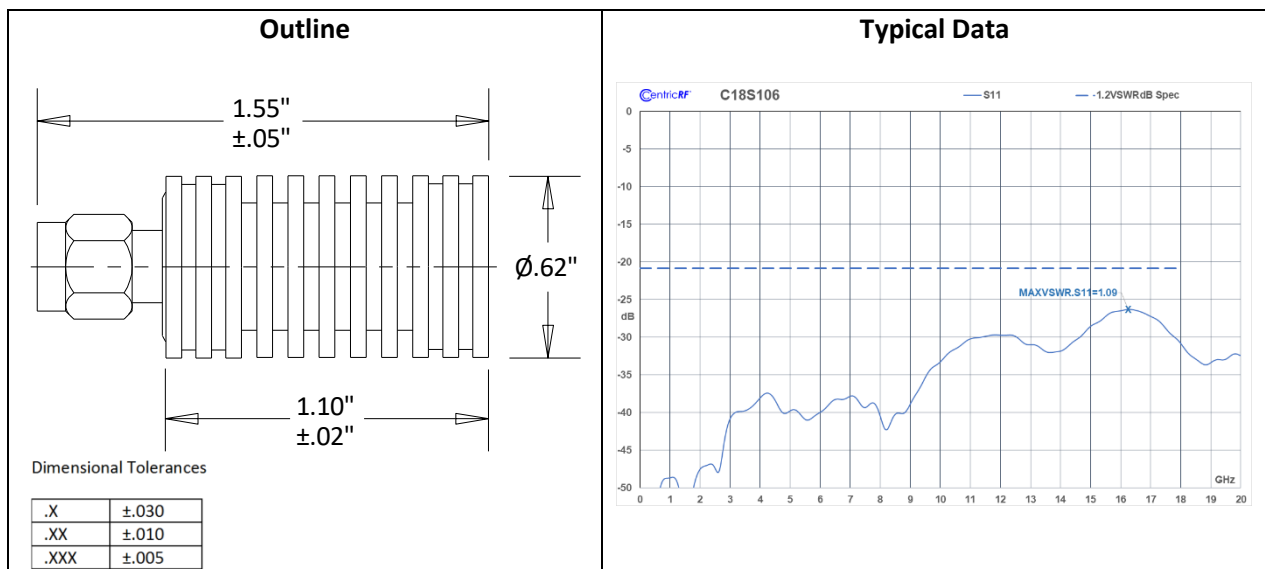 Outline
1.55"
±.05"
Ø.62"
1.10"
±.02"
Dimensional Tolerances
.X ±.030
.XX ±.010
.XXX ±.005
Typical Data
CentricRF C18S106 S11 -1.2VSWRdB Spec
0
-5
-10
-15
-20
MAXVSWR.S11=1.09
-25
dB
-30
-35
-40
-45
GHz
-50
0 1 2 3 4 5 6 7 8 9 10 11 12 13 14 15 16 17 18 19 20